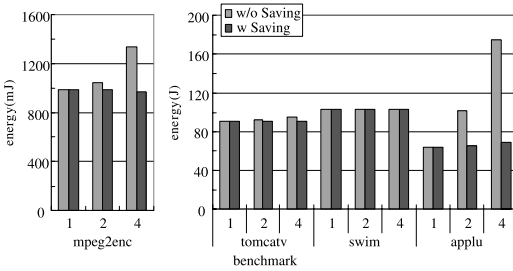 w/o Saving
w Saving
1600
1200
800
400
0
energy(mJ)
1 2 4
mpeg2enc
200
160
120
80
40
0
energy(J)
1 2 4 1 2 4 1 2 4
tomcatv swim applu
benchmark